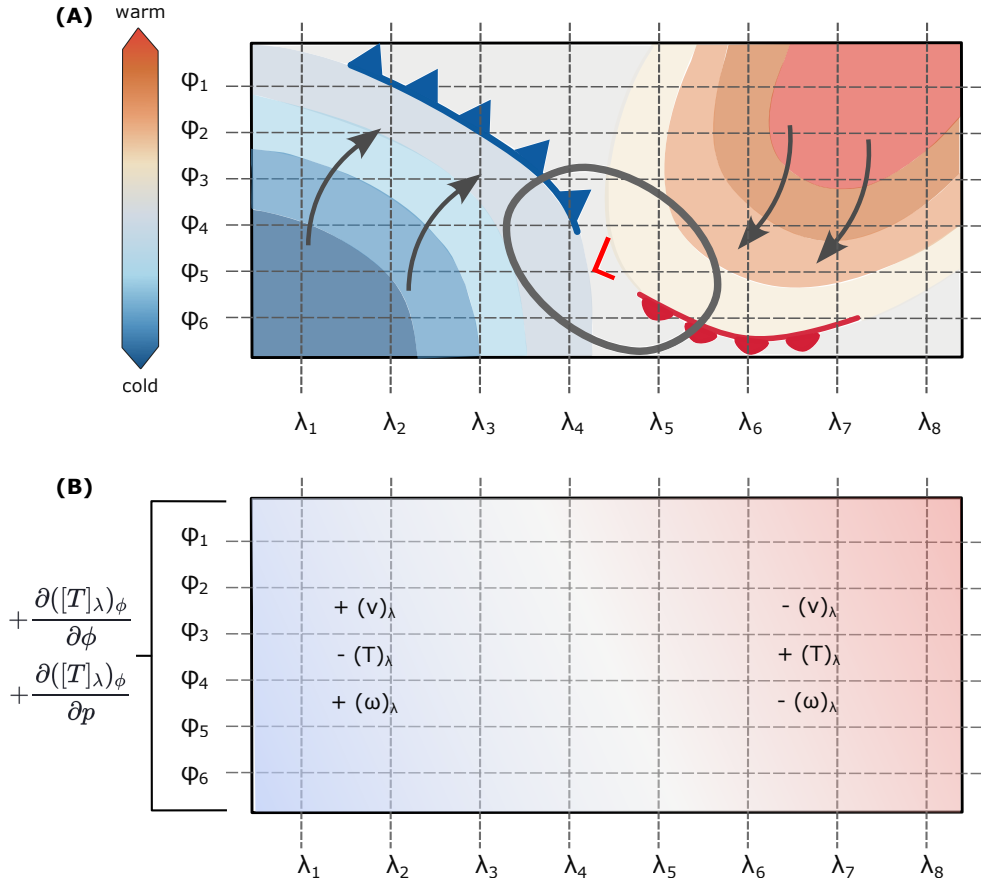 warm
(A)
φ1
φ2
φ3
φ4
φ5
φ6
cold
L
λ1 λ2 λ3 λ4 λ5 λ6 λ7 λ8
(B)
φ1
φ2
+ ∂([T]λ)ϕ / ∂ϕ
+ (v)λ - (v)λ
φ3
- (T)λ + (T)λ
φ4
+ ∂([T]λ)ϕ / ∂p
+ (ω)λ - (ω)λ
φ5
φ6
λ1 λ2 λ3 λ4 λ5 λ6 λ7 λ8